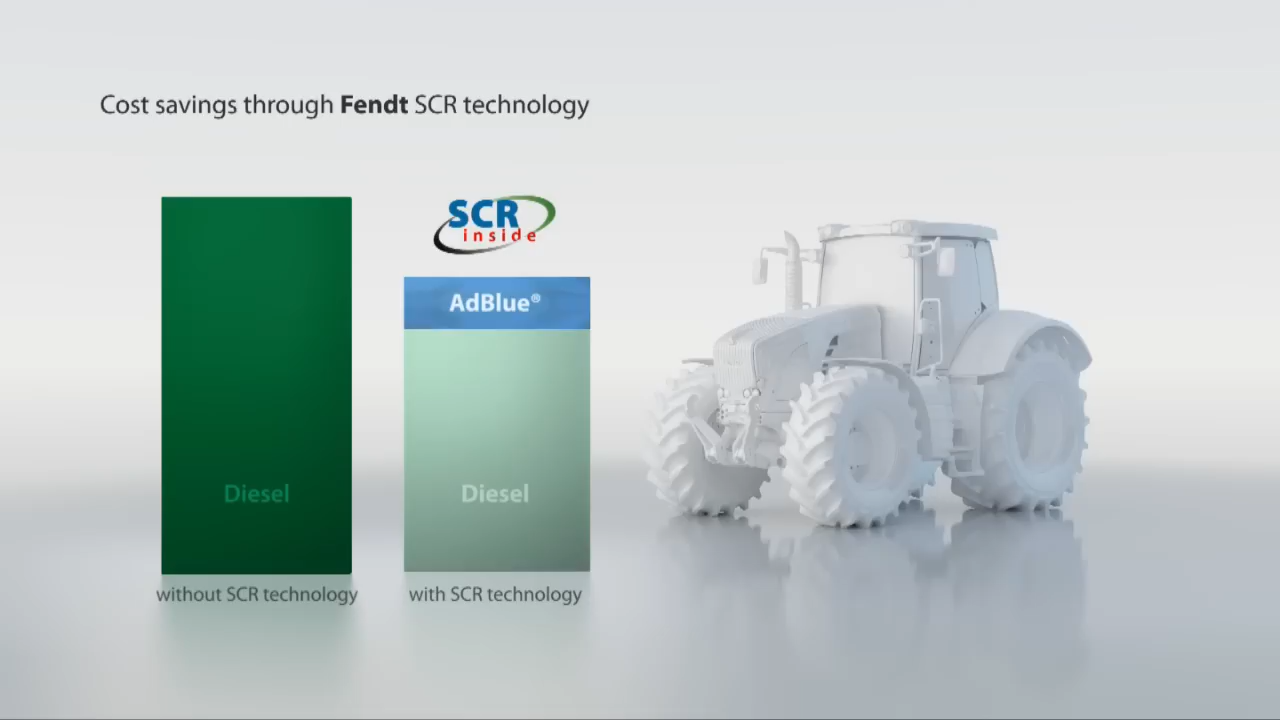 Cost savings through Fendt SCR technology
SCR
inside
AdBlue®
Diesel
Diesel
without SCR technology
with SCR technology